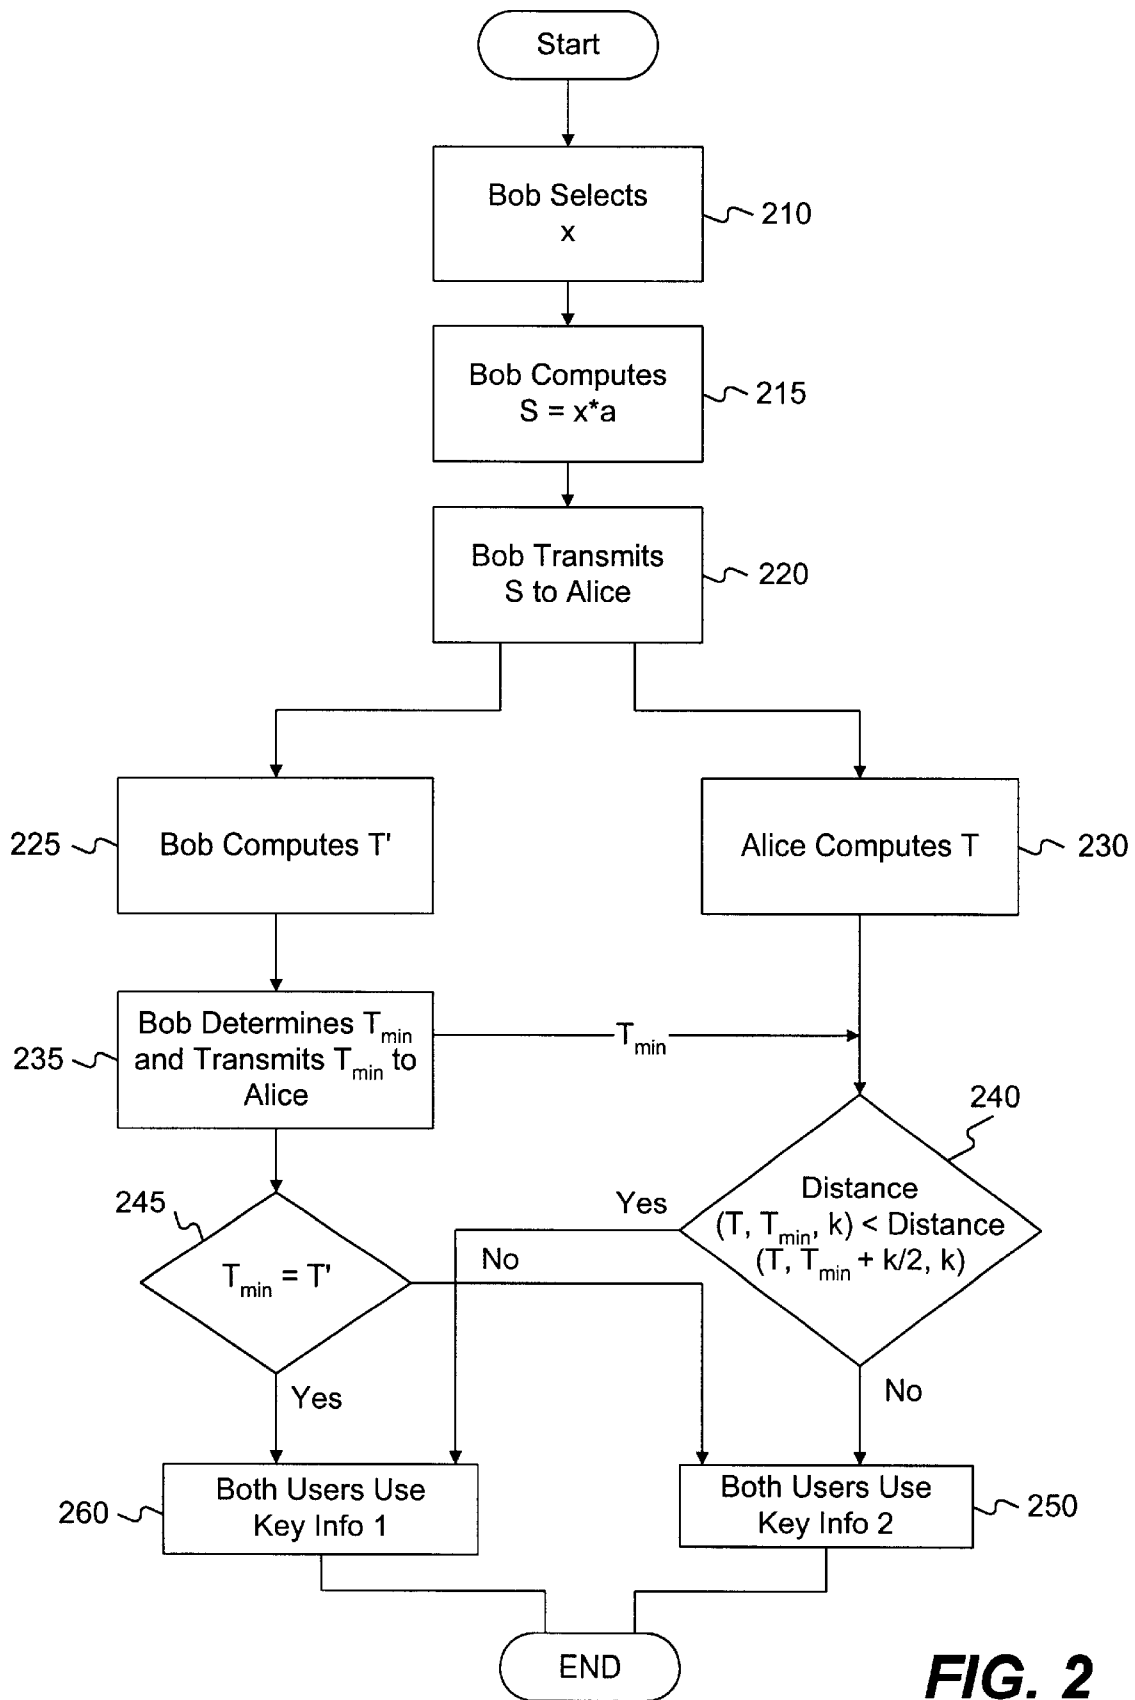 Start
Bob Selects
x
210
Bob Computes
S = x*a
215
Bob Transmits
S to Alice
220
225
Bob Computes T'
Alice Computes T
230
235
Bob Determines Tmin
and Transmits Tmin to
Alice
Tmin
240
Distance
(T, Tmin, k) < Distance
(T, Tmin + k/2, k)
Yes
No
245
Tmin = T'
No
Yes
260
Both Users Use
Key Info 1
Both Users Use
Key Info 2
250
END
FIG. 2